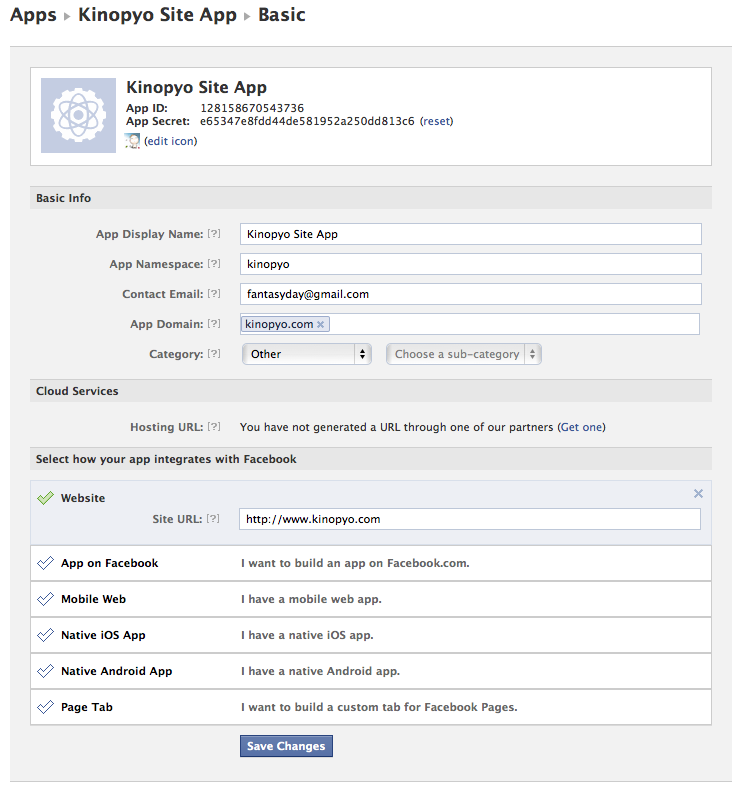 Apps ▸ Kinopyo Site App ▸ Basic
Kinopyo Site App
App ID: 128158670543736
App Secret: e65347e8fdd44de581952a250dd813c6 (reset)
(edit icon)
Basic Info
App Display Name: [?] Kinopyo Site App
App Namespace: [?] kinopyo
Contact Email: [?] fantasyday@gmail.com
App Domain: [?] kinopyo.com ×
Category: [?] Other Choose a sub-category
Cloud Services
Hosting URL: [?] You have not generated a URL through one of our partners (Get one)
Select how your app integrates with Facebook
Website
Site URL: [?] http://www.kinopyo.com
App on Facebook I want to build an app on Facebook.com.
Mobile Web I have a mobile web app.
Native iOS App I have a native iOS app.
Native Android App I have a native Android app.
Page Tab I want to build a custom tab for Facebook Pages.
Save Changes